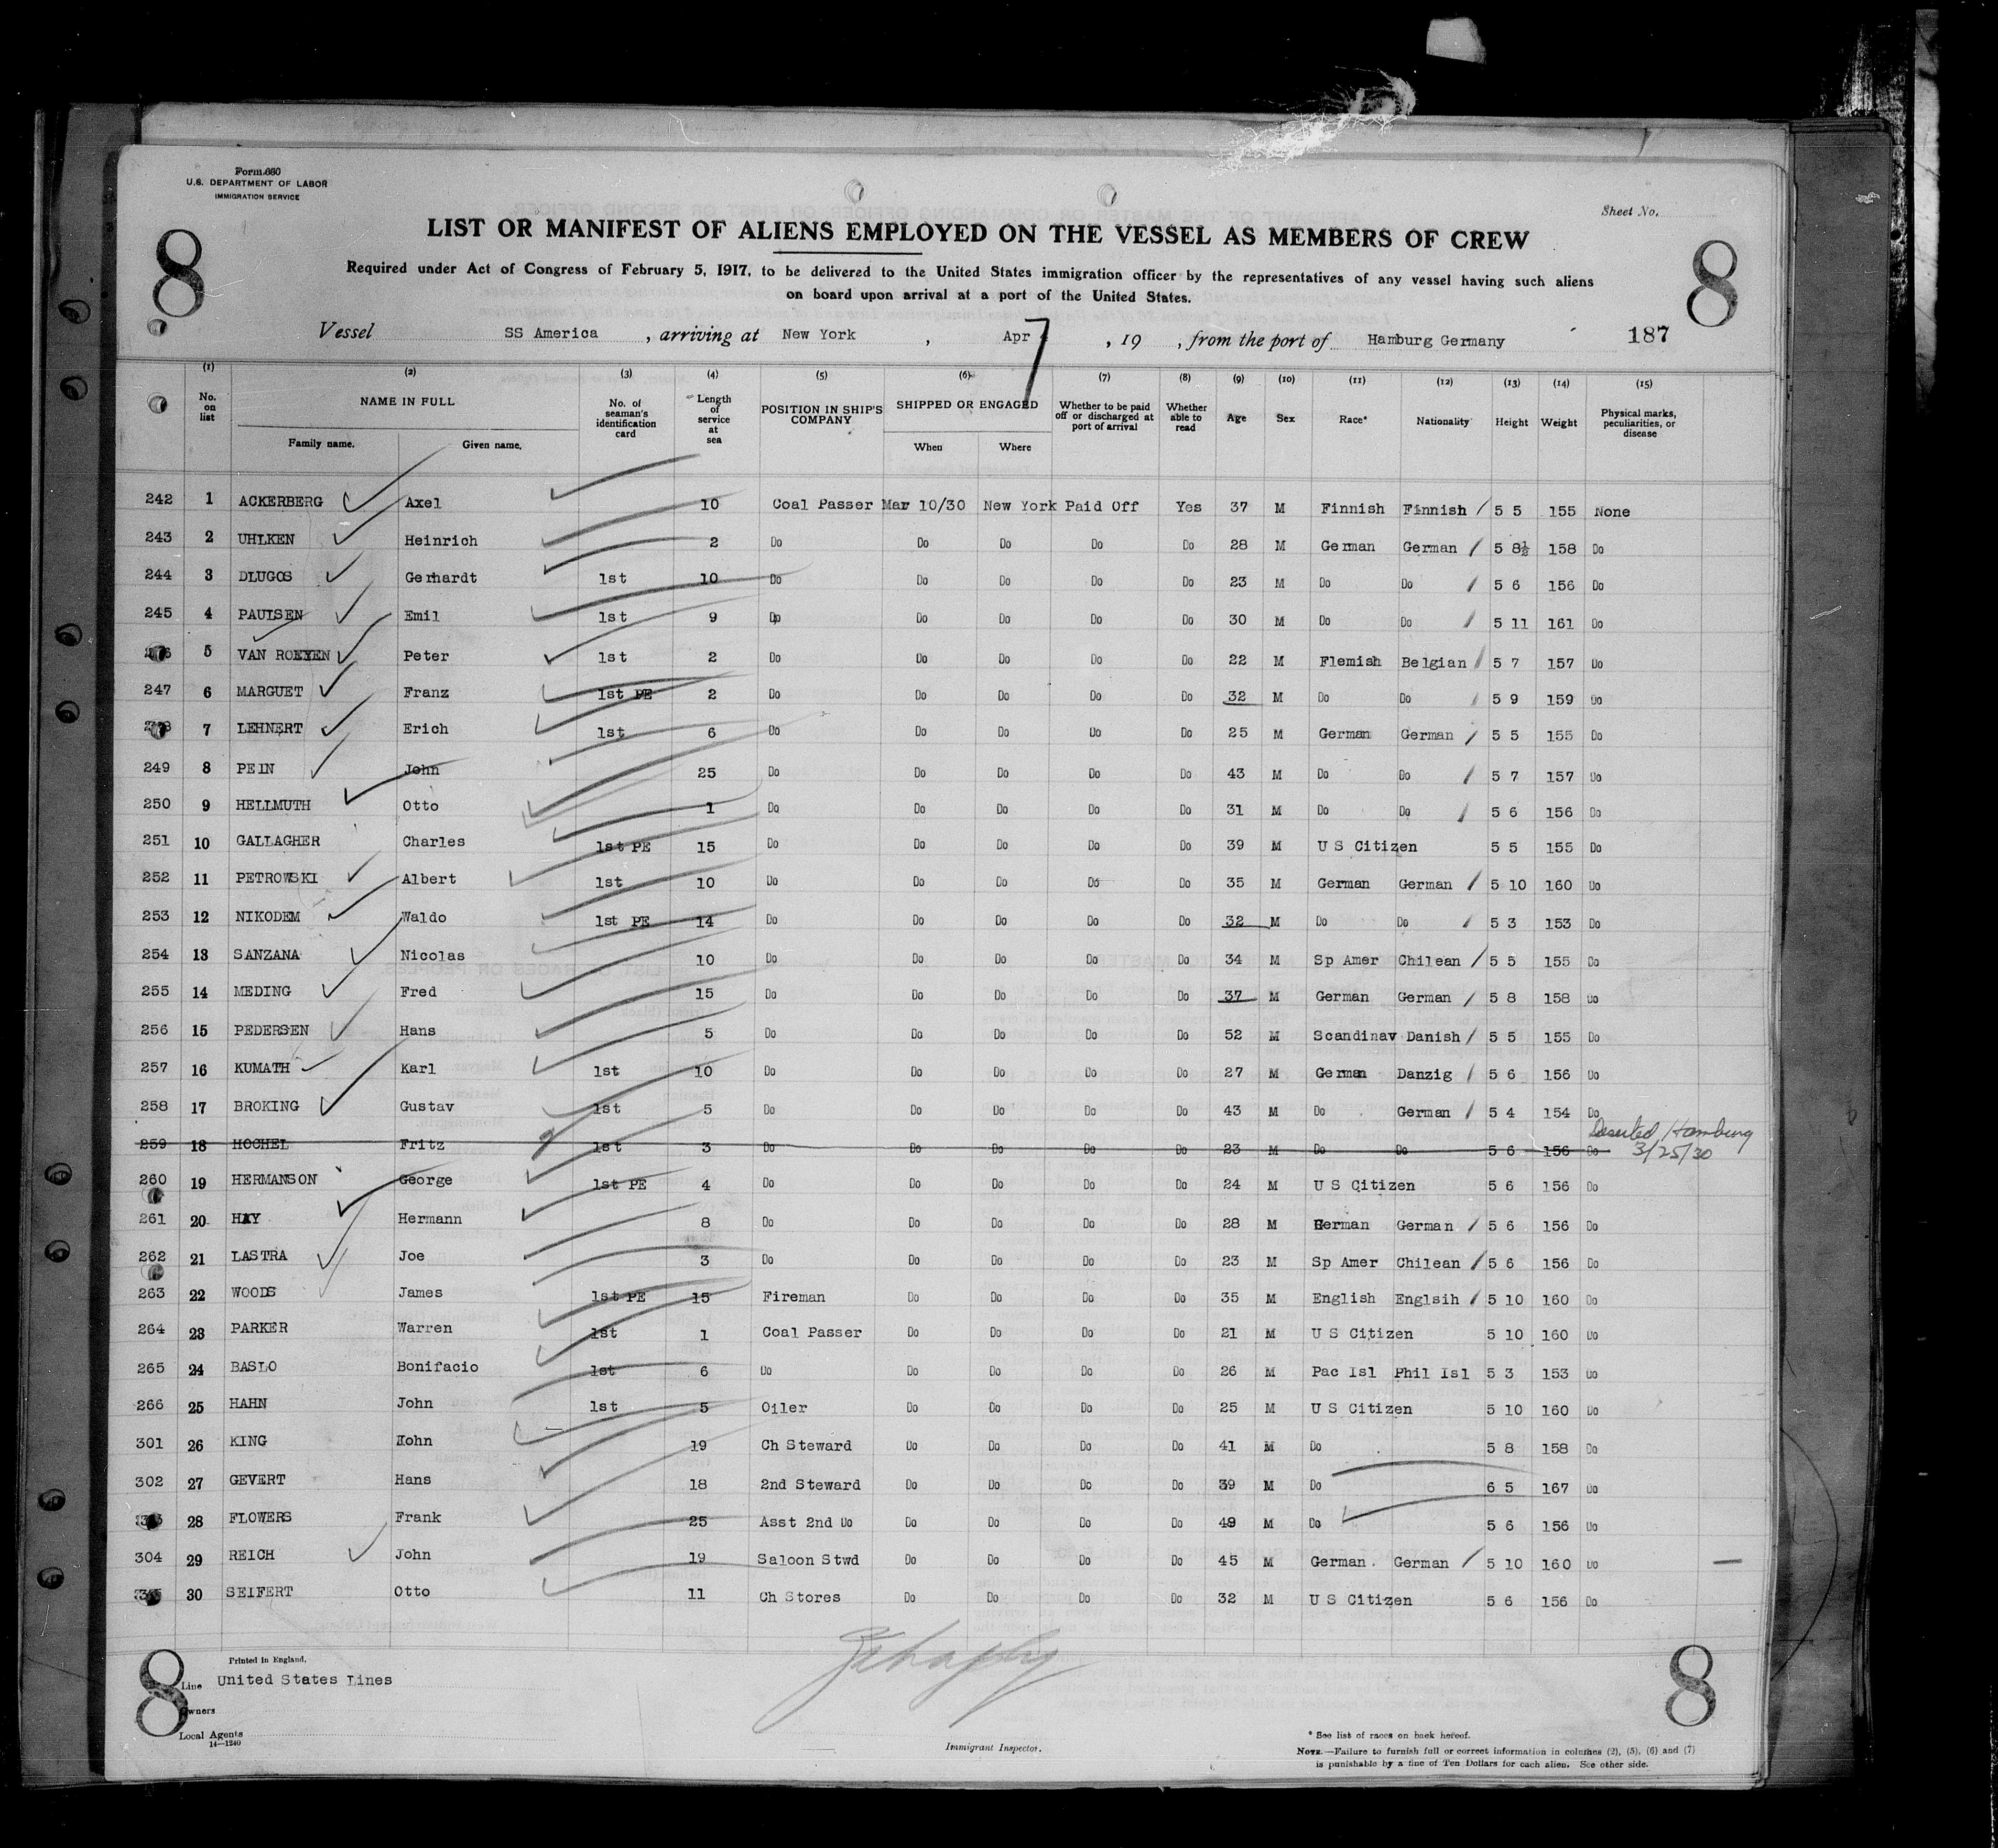 Form 680
U.S. DEPARTMENT OF LABOR
IMMIGRATION SERVICE
Sheet No.
8 8
LIST OR MANIFEST OF ALIENS EMPLOYED ON THE VESSEL AS MEMBERS OF CREW
Required under Act of Congress of February 5, 1917, to be delivered to the United States immigration officer by the representatives of any vessel having such aliens
on board upon arrival at a port of the United States.
Vessel SS America, arriving at New York, Apr 7, 19 , from the port of Hamburg Germany 187
(1) (2) (3) (4) (5) (6) (7) (8) (9) (10) (11) (12) (13) (14) (15)
No. on list NAME IN FULL Family name. Given name. No. of seaman's identification card Length of service at sea POSITION IN SHIP'S COMPANY SHIPPED OR ENGAGED When Where Whether to be paid off or discharged at port of arrival Whether able to read Age Sex Race* Nationality Height Weight Physical marks, peculiarities, or disease
242 1 ACKERBERG Axel 10 Coal Passer Mar 10/30 New York Paid Off Yes 37 M Finnish Finnish 5 5 155 None
243 2 UHLKEN Heinrich 2 Do Do Do Do Do 28 M German German 5 8½ 158 Do
244 3 DLUGOS Gerhardt 1st 10 Do Do Do Do Do 23 M Do Do 5 6 156 Do
245 4 PAULSEN Emil 1st 9 Do Do Do Do Do 30 M Do Do 5 11 161 Do
5 VAN ROEYEN Peter 1st 2 Do Do Do Do Do 22 M Flemish Belgian 5 7 157 Do
247 6 MARGUET Franz 1st PE 2 Do Do Do Do Do 32 M Do Do 5 9 159 Do
7 LEHNERT Erich 1st 6 Do Do Do Do Do 25 M German German 5 5 155 Do
249 8 PEIN John 25 Do Do Do Do Do 43 M Do Do 5 7 157 Do
250 9 HELLMUTH Otto 1 Do Do Do Do Do 31 M Do Do 5 6 156 Do
251 10 GALLAGHER Charles 1st PE 15 Do Do Do Do Do 39 M U S Citizen 5 5 155 Do
252 11 PETROWSKI Albert 1st 10 Do Do Do Do Do 35 M German German 5 10 160 Do
253 12 NIKODEM Waldo 1st PE 14 Do Do Do Do Do 32 M Do Do 5 3 153 Do
254 13 SANZANA Nicolas 10 Do Do Do Do Do 34 M Sp Amer Chilean 5 5 155 Do
255 14 MEDING Fred 15 Do Do Do Do Do 37 M German German 5 8 158 Do
256 15 PEDERSEN Hans 5 Do Do Do Do Do 52 M Scandinav Danish 5 5 155 Do
257 16 KUMATH Karl 1st 10 Do Do Do Do Do 27 M German Danzig 5 6 156 Do
258 17 BROKING Gustav 1st 5 Do Do Do Do Do 43 M Do German 5 4 154 Do
259 18 HOCHEL Fritz 1st 3 Do Do Do Do Do 23 M Do Do 5 6 156 Do Deserted Hamburg 3/25/30
260 19 HERMANSON George 1st PE 4 Do Do Do Do Do 24 M U S Citizen 5 6 156 Do
261 20 HAY Hermann 8 Do Do Do Do Do 28 M German German 5 6 156 Do
262 21 LASTRA Joe 3 Do Do Do Do Do 23 M Sp Amer Chilean 5 6 156 Do
263 22 WOODS James 1st PE 15 Fireman Do Do Do Do 35 M English Englsih 5 10 160 Do
264 23 PARKER Warren 1st 1 Coal Passer Do Do Do Do 21 M U S Citizen 5 10 160 Do
265 24 BASLO Bonifacio 1st 6 Do Do Do Do Do 26 M Pac Isl Phil Isl 5 3 153 Do
266 25 HAHN John 1st 5 Oiler Do Do Do Do 25 M U S Citizen 5 10 160 Do
301 26 KING John 19 Ch Steward Do Do Do Do 41 M Do 5 8 158 Do
302 27 GEVERT Hans 18 2nd Steward Do Do Do Do 39 M Do 6 5 167 Do
28 FLOWERS Frank 25 Asst 2nd Do Do Do Do Do 49 M Do 5 6 156 Do
304 29 REICH John 19 Saloon Stwd Do Do Do Do 45 M German German 5 10 160 Do
30 SEIFERT Otto 11 Ch Stores Do Do Do Do 32 M U S Citizen 5 6 156 Do
Printed in England.
8 8
Line United States Lines
Owners
Local Agents
14—1240
Immigrant Inspector.
* See list of races on back hereof.
NOTE.—Failure to furnish full or correct information in columns (2), (5), (6) and (7)
is punishable by a fine of Ten Dollars for each alien. See other side.